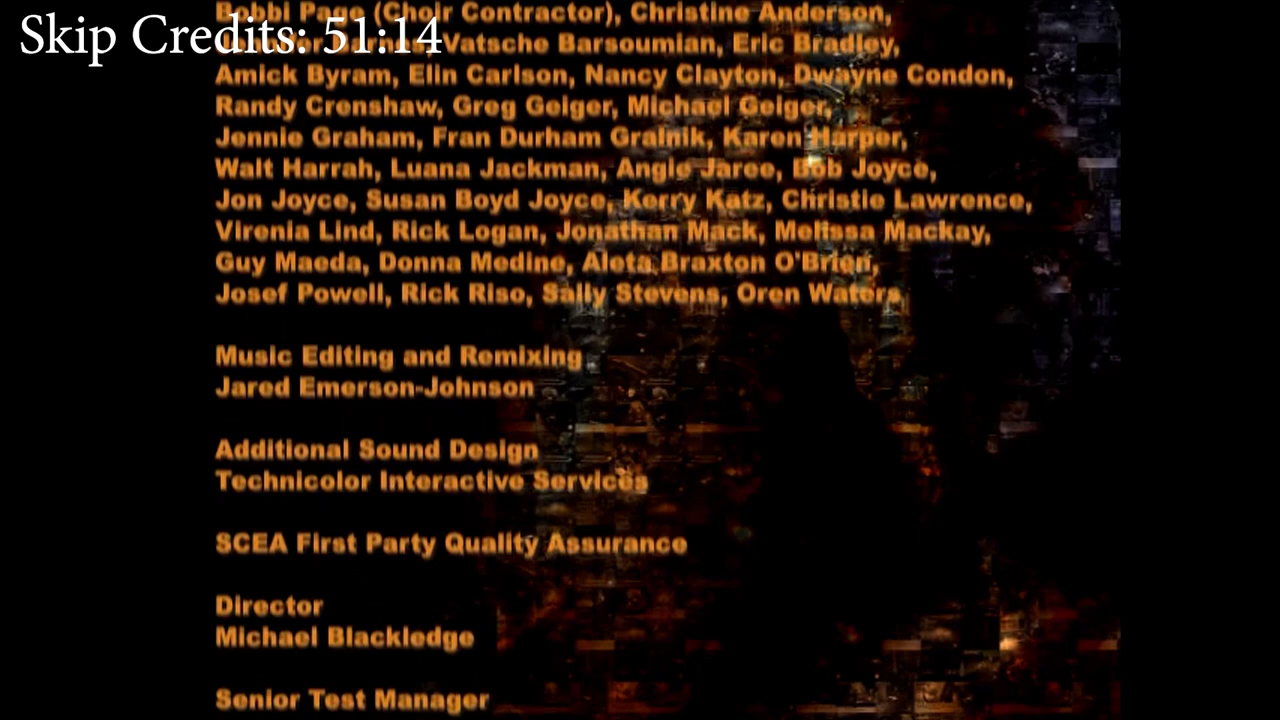 Bobbi Page (Choir Contractor), Christine Anderson,
Skip Credits: 51:14
Vatsche Barsoumian, Eric Bradley,
Amick Byram, Elin Carlson, Nancy Clayton, Dwayne Condon,
Randy Crenshaw, Greg Geiger, Michael Geiger,
Jennie Graham, Fran Durham Gralnik, Karen Harper,
Walt Harrah, Luana Jackman, Angie Jaree, Bob Joyce,
Jon Joyce, Susan Boyd Joyce, Kerry Katz, Christie Lawrence,
Virenia Lind, Rick Logan, Jonathan Mack, Melissa Mackay,
Guy Maeda, Donna Medine, Aleta Braxton O'Brien,
Josef Powell, Rick Riso, Sally Stevens, Oren Waters
Music Editing and Remixing
Jared Emerson-Johnson
Additional Sound Design
Technicolor Interactive Services
SCEA First Party Quality Assurance
Director
Michael Blackledge
Senior Test Manager